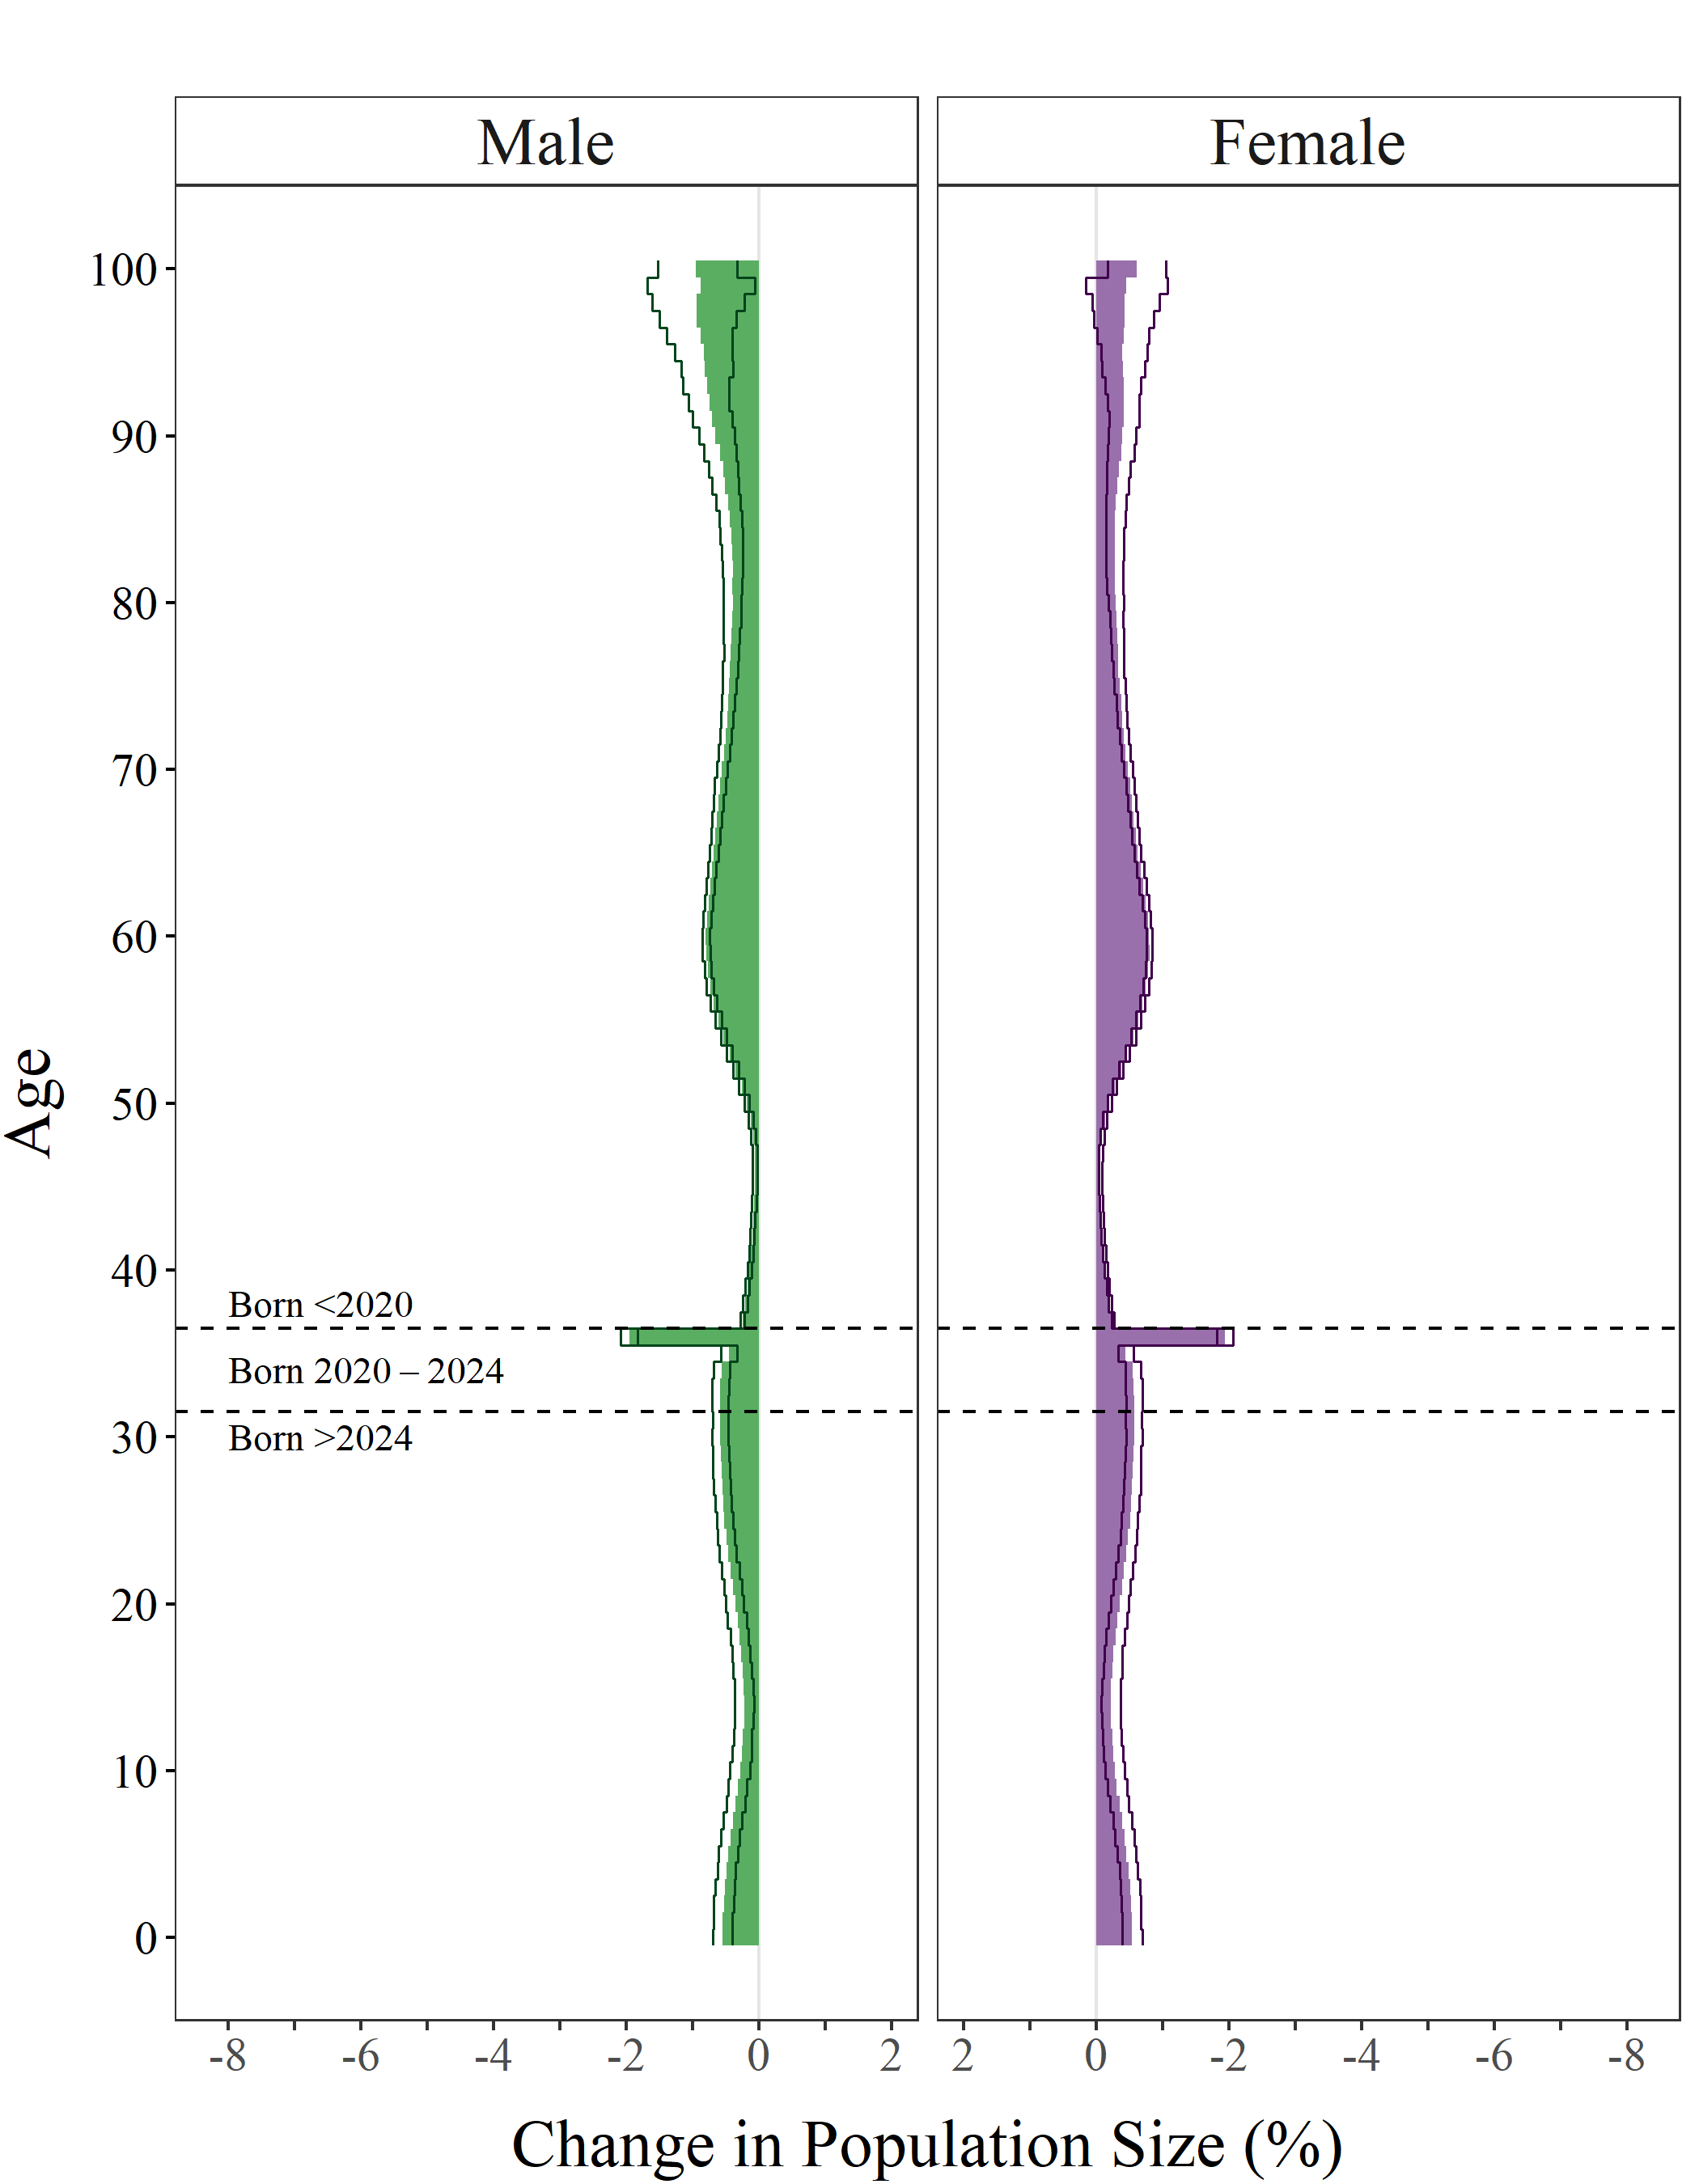 Male
Female
100
90
80
70
60
50
40
30
20
10
0
Age
Born <2020
Born 2020 – 2024
Born >2024
-8 -6 -4 -2 0 2
2 0 -2 -4 -6 -8
Change in Population Size (%)